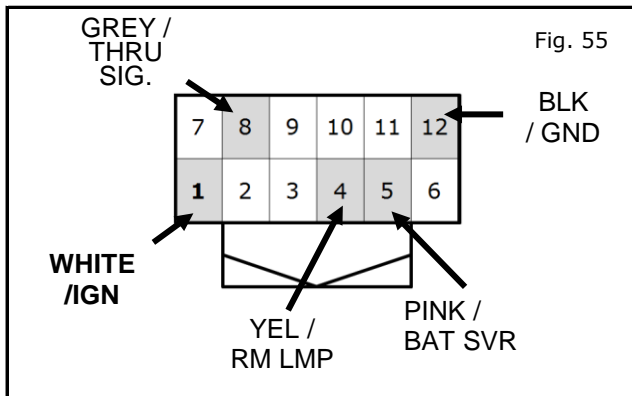 GREY /
THRU
SIG.
Fig. 55
BLK
/ GND
7 8 9 10 11 12
1 2 3 4 5 6
WHITE
/IGN
YEL /
RM LMP
PINK /
BAT SVR